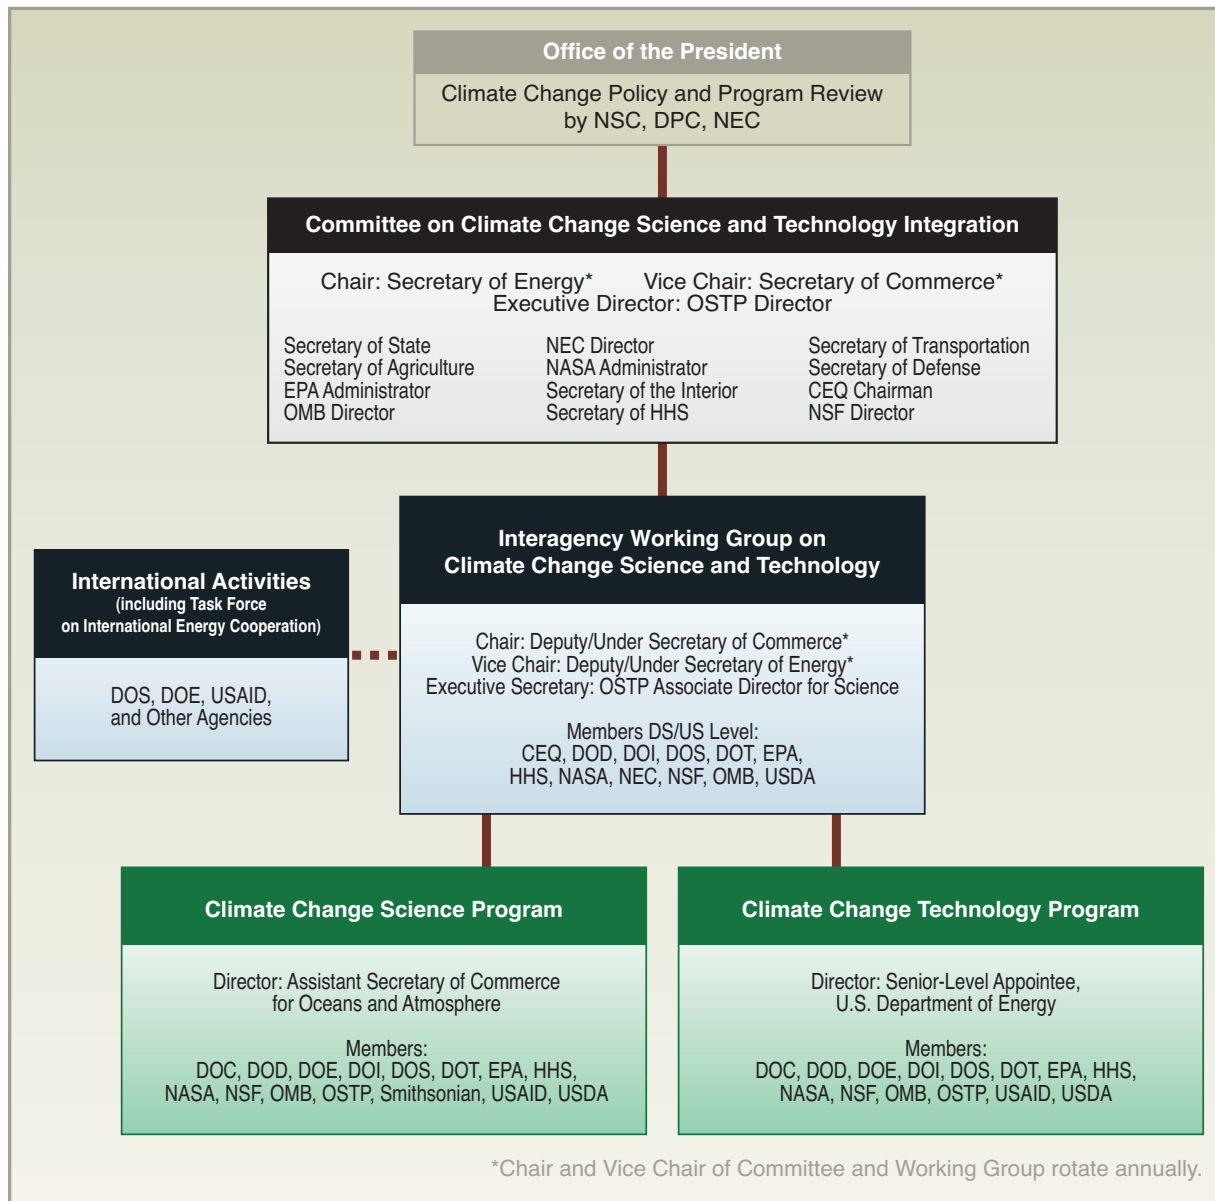 Office of the President
Climate Change Policy and Program Review
by NSC, DPC, NEC
Committee on Climate Change Science and Technology Integration
Chair: Secretary of Energy* Vice Chair: Secretary of Commerce*
Executive Director: OSTP Director
Secretary of State NEC Director Secretary of Transportation
Secretary of Agriculture NASA Administrator Secretary of Defense
EPA Administrator Secretary of the Interior CEQ Chairman
OMB Director Secretary of HHS NSF Director
Interagency Working Group on
Climate Change Science and Technology
Chair: Deputy/Under Secretary of Commerce*
Vice Chair: Deputy/Under Secretary of Energy*
Executive Secretary: OSTP Associate Director for Science
Members DS/US Level:
CEQ, DOD, DOI, DOS, DOT, EPA,
HHS, NASA, NEC, NSF, OMB, USDA
International Activities
(including Task Force
on International Energy Cooperation)
DOS, DOE, USAID,
and Other Agencies
Climate Change Science Program
Director: Assistant Secretary of Commerce
for Oceans and Atmosphere
Members:
DOC, DOD, DOE, DOI, DOS, DOT, EPA, HHS,
NASA, NSF, OMB, OSTP, Smithsonian, USAID, USDA
Climate Change Technology Program
Director: Senior-Level Appointee,
U.S. Department of Energy
Members:
DOC, DOD, DOE, DOI, DOS, DOT, EPA, HHS,
NASA, NSF, OMB, OSTP, USAID, USDA
*Chair and Vice Chair of Committee and Working Group rotate annually.